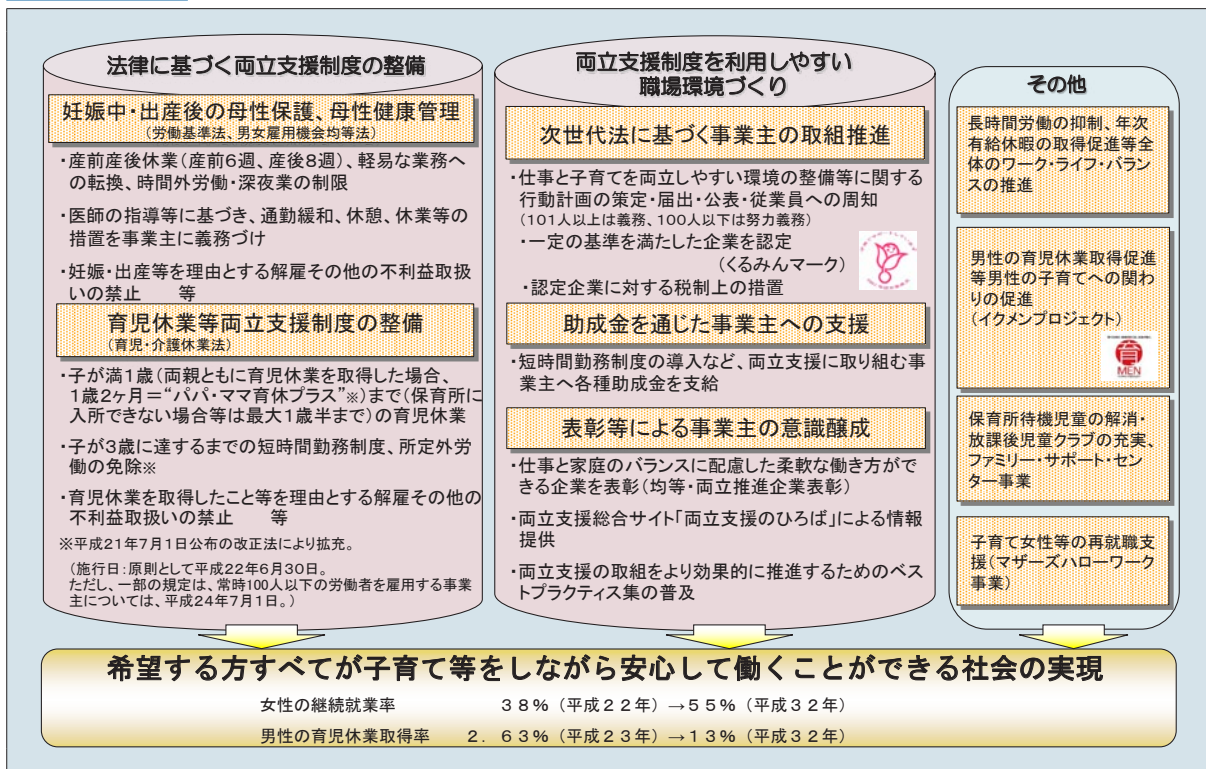 法律に基づく両立支援制度の整備
妊娠中・出産後の母性保護、母性健康管理
(労働基準法、男女雇用機会均等法)
・産前産後休業(産前6週、産後8週)、軽易な業務へ
の転換、時間外労働・深夜業の制限
・医師の指導等に基づき、通勤緩和、休憩、休業等の
措置を事業主に義務づけ
・妊娠・出産等を理由とする解雇その他の不利益取扱
いの禁止　等
育児休業等両立支援制度の整備
(育児・介護休業法)
・子が満1歳(両親ともに育児休業を取得した場合、
1歳2ヶ月="パパ・ママ育休プラス"※)まで(保育所に
入所できない場合等は最大1歳半まで)の育児休業
・子が3歳に達するまでの短時間勤務制度、所定外労
働の免除※
・育児休業を取得したこと等を理由とする解雇その他の
不利益取扱いの禁止　等
※平成21年7月1日公布の改正法により拡充。
(施行日:原則として平成22年6月30日。
ただし、一部の規定は、常時100人以下の労働者を雇用する事業
主については、平成24年7月1日。)
両立支援制度を利用しやすい
職場環境づくり
次世代法に基づく事業主の取組推進
・仕事と子育てを両立しやすい環境の整備等に関する
行動計画の策定・届出・公表・従業員への周知
(101人以上は義務、100人以下は努力義務)
・一定の基準を満たした企業を認定
(くるみんマーク)
・認定企業に対する税制上の措置
助成金を通じた事業主への支援
・短時間勤務制度の導入など、両立支援に取り組む事
業主へ各種助成金を支給
表彰等による事業主の意識醸成
・仕事と家庭のバランスに配慮した柔軟な働き方がで
きる企業を表彰(均等・両立推進企業表彰)
・両立支援総合サイト「両立支援のひろば」による情報
提供
・両立支援の取組をより効果的に推進するためのベス
トプラクティス集の普及
その他
長時間労働の抑制、年次
有給休暇の取得促進等全
体のワーク・ライフ・バラン
スの推進
男性の育児休業取得促進
等男性の子育てへの関わ
りの促進
(イクメンプロジェクト)
育
MEN
保育所待機児童の解消・
放課後児童クラブの充実、
ファミリー・サポート・セン
ター事業
子育て女性等の再就職支
援(マザーズハローワーク
事業)
希望する方すべてが子育て等をしながら安心して働くことができる社会の実現
女性の継続就業率　38%(平成22年)→55%(平成32年)
男性の育児休業取得率　2.63%(平成23年)→13%(平成32年)